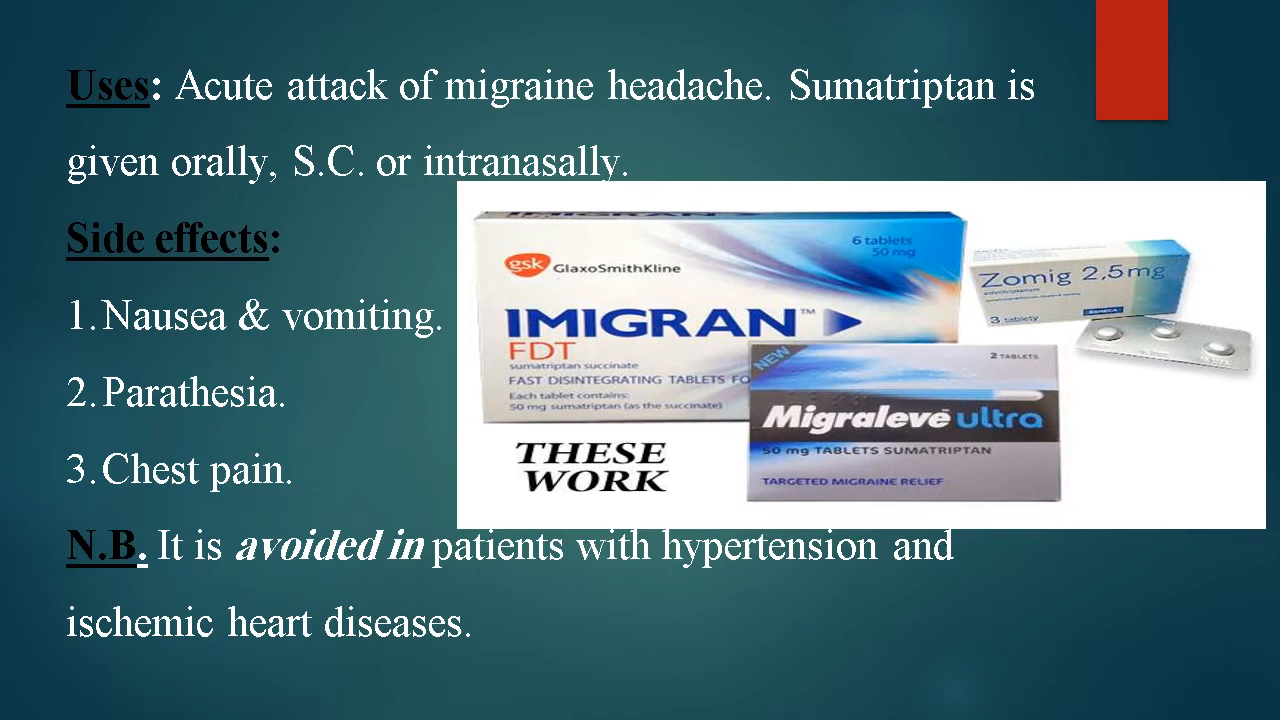 Uses: Acute attack of migraine headache. Sumatriptan is
given orally, S.C. or intranasally.
Side effects:
1. Nausea & vomiting.
2. Parathesia.
3. Chest pain.
N.B. It is avoided in patients with hypertension and
ischemic heart diseases.
6 tablets
50 mg
gsk GlaxoSmithKline
IMIGRAN™
FDT
sumatriptan succinate
FAST DISINTEGRATING TABLETS FO
Each tablet contains:
50 mg sumatriptan (as the succinate)
Zomig 2,5mg
3 tablety
NEW
2 TABLETS
Migraleve ultra
50 mg TABLETS SUMATRIPTAN
TARGETED MIGRAINE RELIEF
THESE
WORK